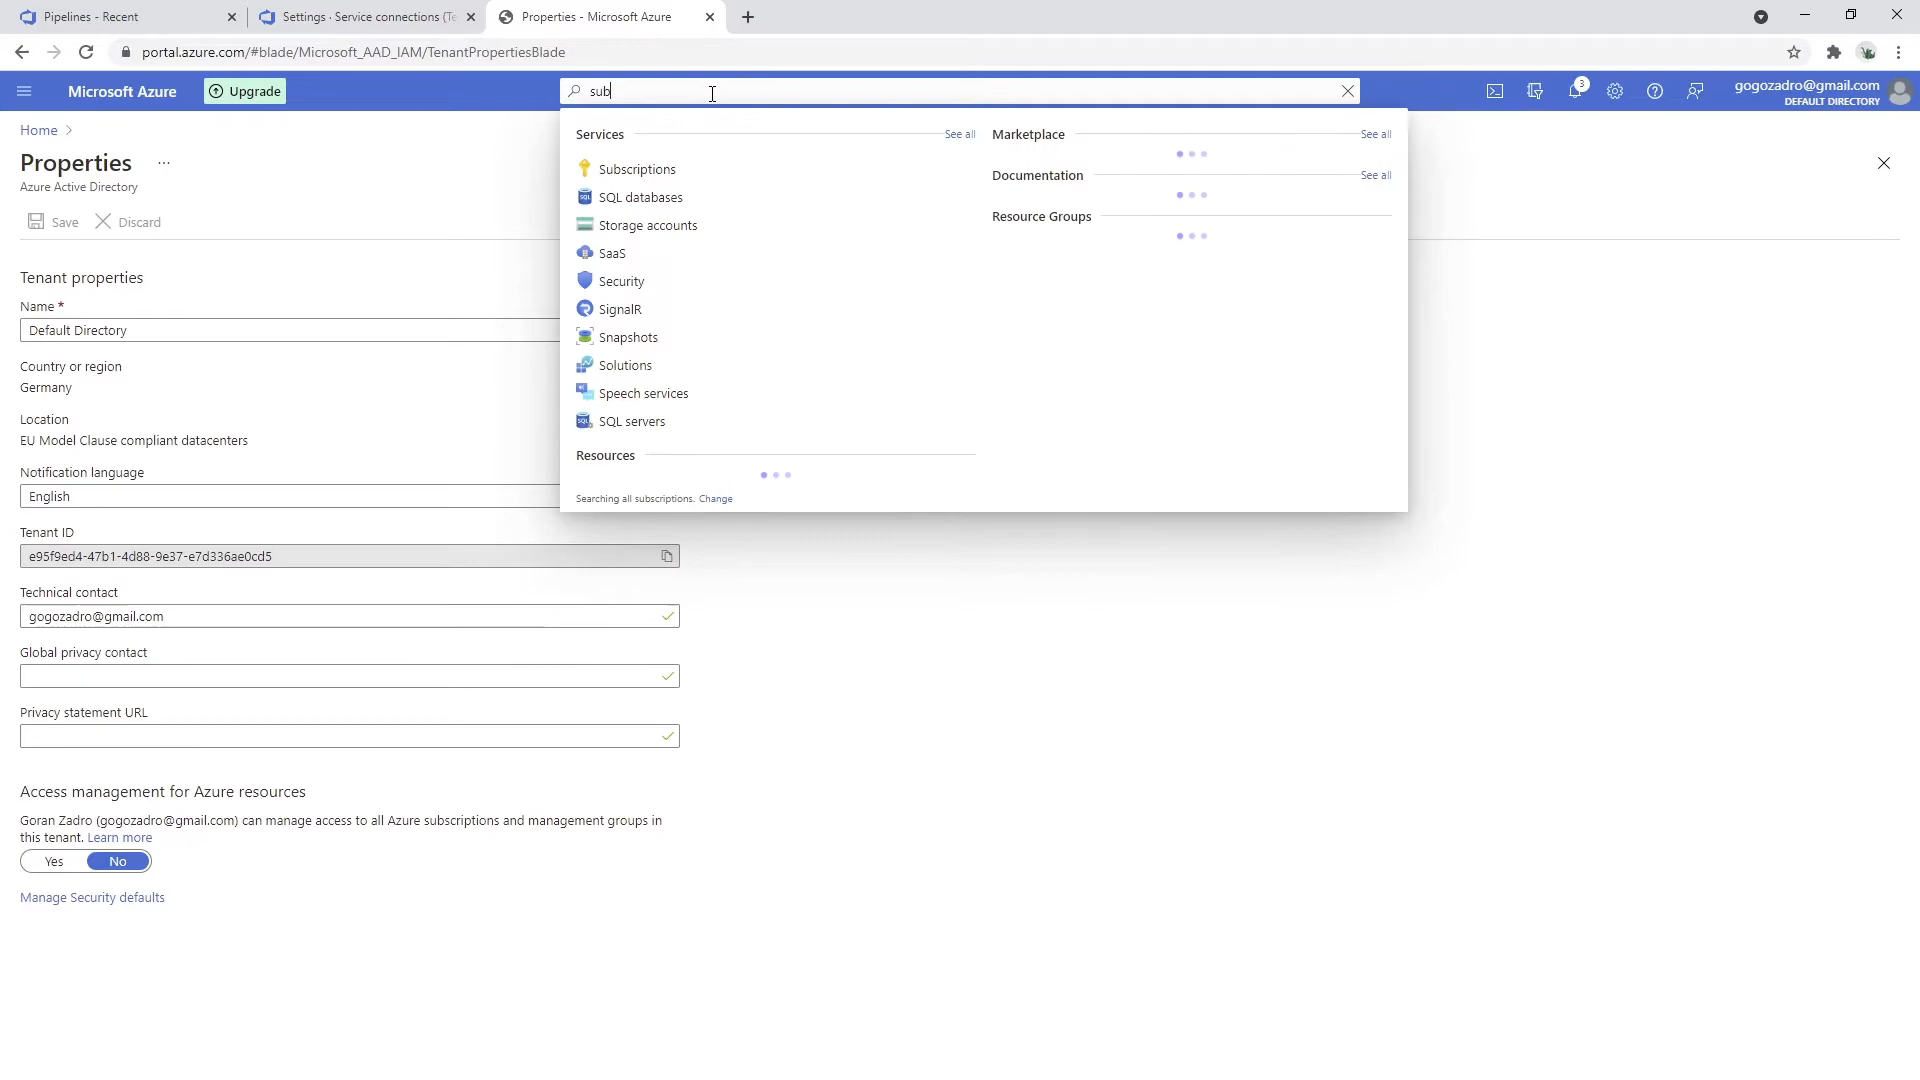 Pipelines - Recent
Settings · Service connections (Te
Properties - Microsoft Azure
portal.azure.com/#blade/Microsoft_AAD_IAM/TenantPropertiesBlade
Microsoft Azure
Upgrade
sub
3
gogozadro@gmail.com
DEFAULT DIRECTORY
Home
Properties
...
Azure Active Directory
Save
Discard
Tenant properties
Name *
Default Directory
Country or region
Germany
Location
EU Model Clause compliant datacenters
Notification language
English
Tenant ID
e95f9ed4-47b1-4d88-9e37-e7d336ae0cd5
Technical contact
gogozadro@gmail.com
Global privacy contact
Privacy statement URL
Access management for Azure resources
Goran Zadro (gogozadro@gmail.com) can manage access to all Azure subscriptions and management groups in
this tenant. Learn more
Yes
No
Manage Security defaults
Services
See all
Subscriptions
SQL databases
Storage accounts
SaaS
Security
SignalR
Snapshots
Solutions
Speech services
SQL servers
Resources
Searching all subscriptions. Change
Marketplace
See all
Documentation
See all
Resource Groups